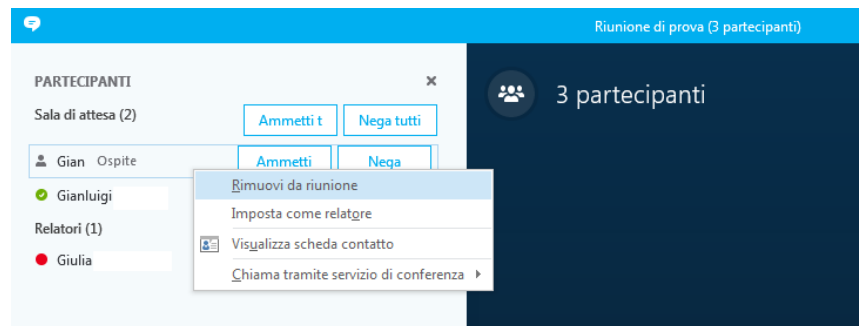 Riunione di prova (3 partecipanti)
PARTECIPANTI
Sala di attesa (2)
Ammetti t
Nega tutti
Gian Ospite
Ammetti
Nega
Rimuovi da riunione
Gianluigi
Imposta come relatore
Relatori (1)
Visualizza scheda contatto
Giulia
Chiama tramite servizio di conferenza
3 partecipanti